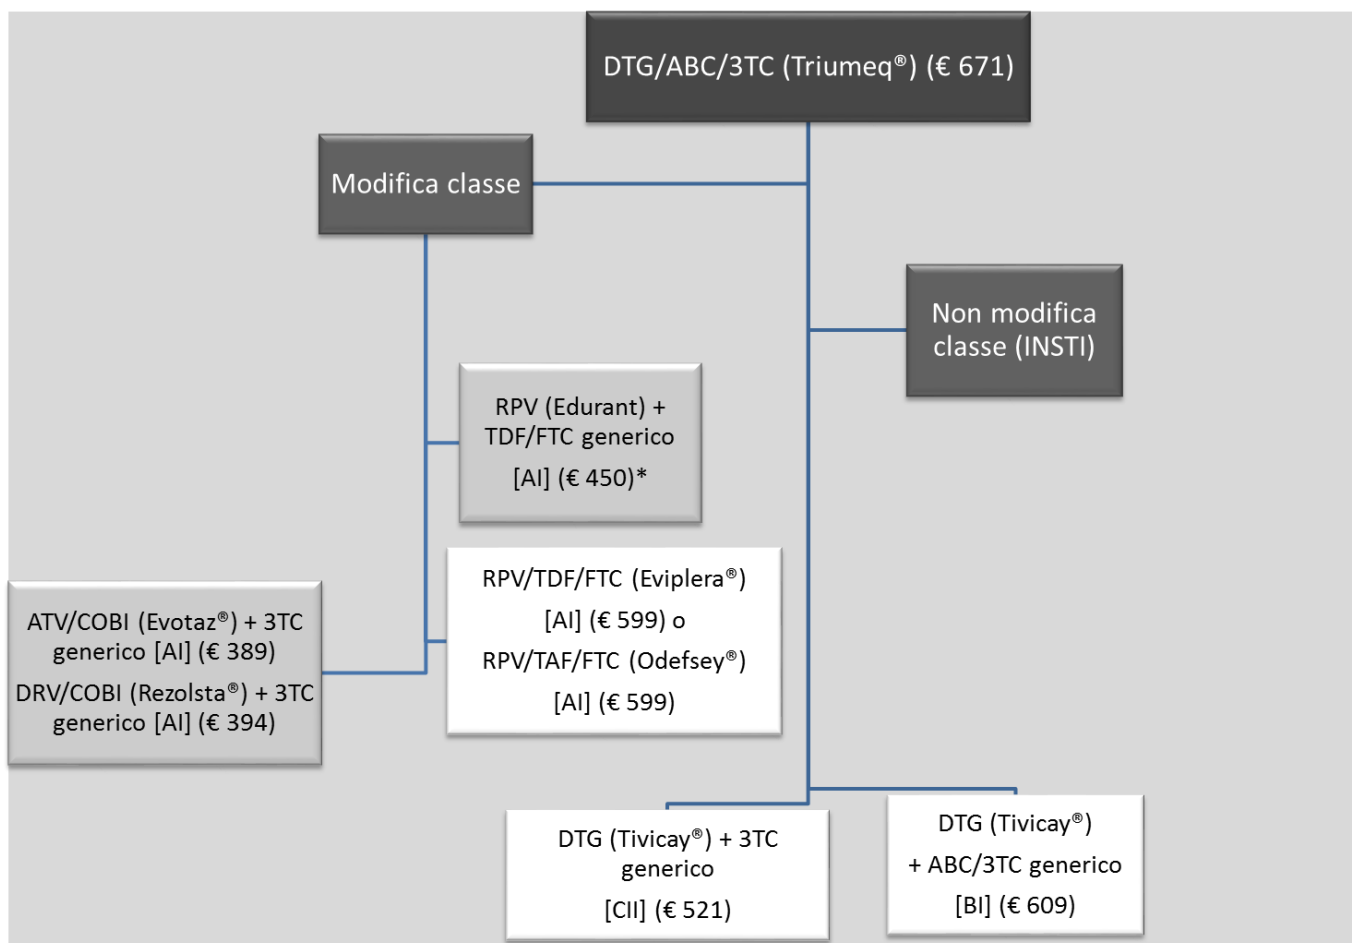 DTG/ABC/3TC (Triumeq®) (€ 671)
Modifica classe
Non modifica
classe (INSTI)
RPV (Edurant) +
TDF/FTC generico
[AI] (€ 450)*
RPV/TDF/FTC (Eviplera®)
[AI] (€ 599) o
RPV/TAF/FTC (Odefsey®)
[AI] (€ 599)
ATV/COBI (Evotaz®) + 3TC
generico [AI] (€ 389)
DRV/COBI (Rezolsta®) + 3TC
generico [AI] (€ 394)
DTG (Tivicay®) + 3TC
generico
[CII] (€ 521)
DTG (Tivicay®)
+ ABC/3TC generico
[BI] (€ 609)